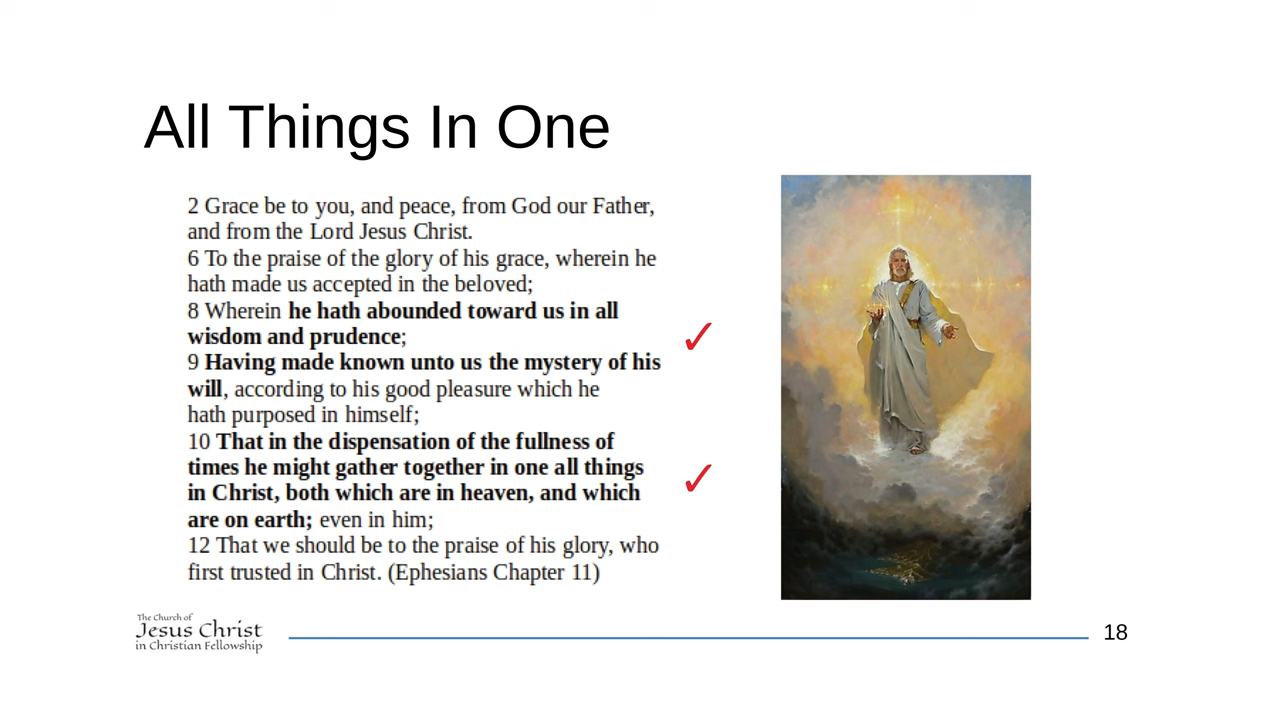 All Things In One
2 Grace be to you, and peace, from God our Father,
and from the Lord Jesus Christ.
6 To the praise of the glory of his grace, wherein he
hath made us accepted in the beloved;
8 Wherein he hath abounded toward us in all
wisdom and prudence;
9 Having made known unto us the mystery of his
will, according to his good pleasure which he
hath purposed in himself;
10 That in the dispensation of the fullness of
times he might gather together in one all things
in Christ, both which are in heaven, and which
are on earth; even in him;
12 That we should be to the praise of his glory, who
first trusted in Christ. (Ephesians Chapter 11)
The Church of
Jesus Christ
in Christian Fellowship
18